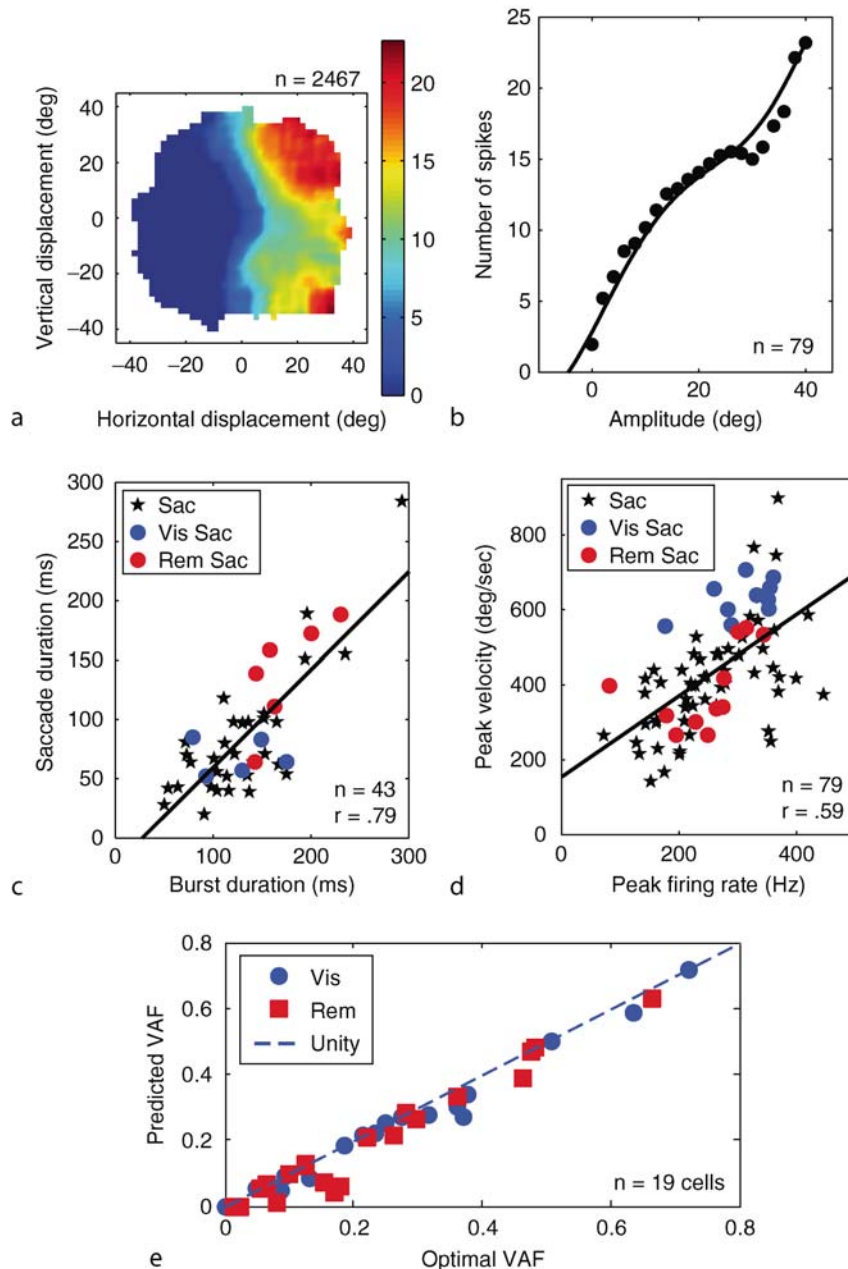 n = 2467
Vertical displacement (deg)
40
20
0
−20
−40
−40 −20 0 20 40
Horizontal displacement (deg)
20
15
10
5
0
a
Number of spikes
25
20
15
10
5
0
0 20 40
n = 79
Amplitude (deg)
b
Saccade duration (ms)
300
250
200
150
100
50
0
Sac
Vis Sac
Rem Sac
n = 43
r = .79
0 100 200 300
Burst duration (ms)
c
Peak velocity (deg/sec)
800
600
400
200
0
Sac
Vis Sac
Rem Sac
n = 79
r = .59
0 200 400
Peak firing rate (Hz)
d
Predicted VAF
0.8
0.6
0.4
0.2
0
Vis
Rem
Unity
n = 19 cells
0 0.2 0.4 0.6 0.8
Optimal VAF
e